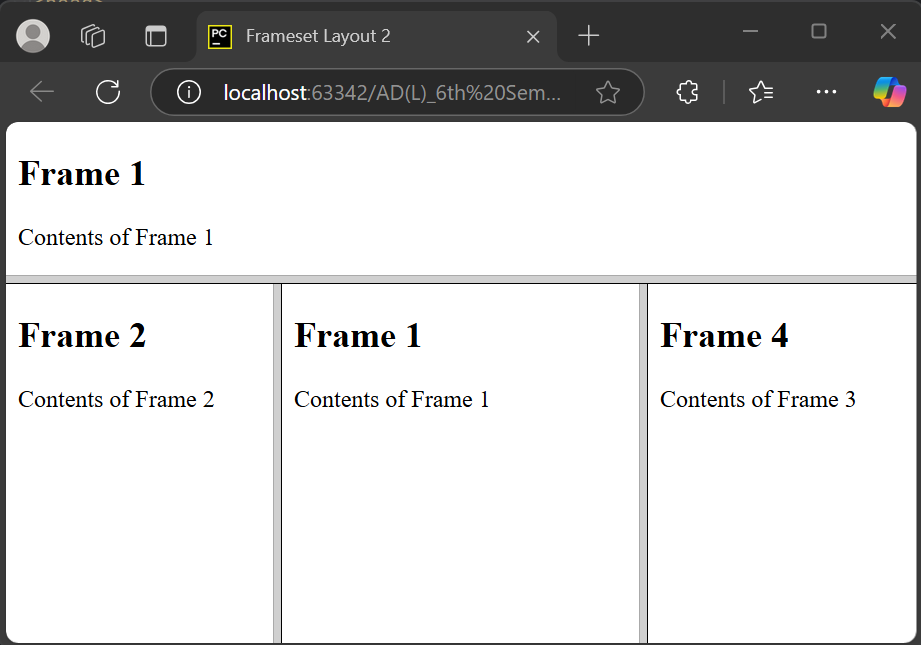 PC
Frameset Layout 2
localhost:63342/AD(L)_6th%20Sem...
Frame 1
Contents of Frame 1
Frame 2
Contents of Frame 2
Frame 1
Contents of Frame 1
Frame 4
Contents of Frame 3